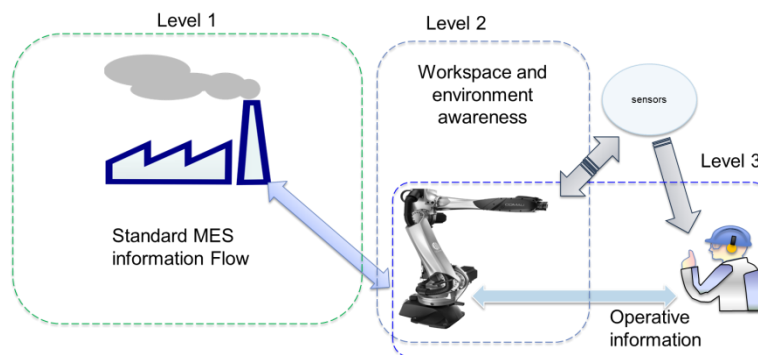 Level 1
Level 2
Workspace and
environment
awareness
sensors
Level 3
Standard MES
information Flow
Operative
information